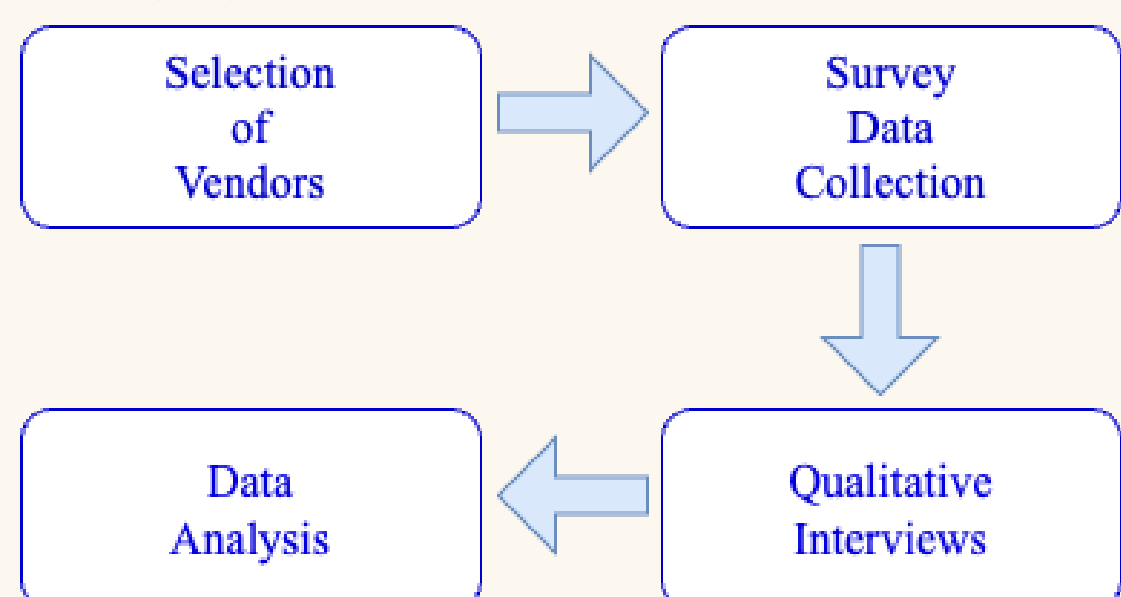 Selection
of
Vendors
Survey
Data
Collection
Qualitative
Interviews
Data
Analysis